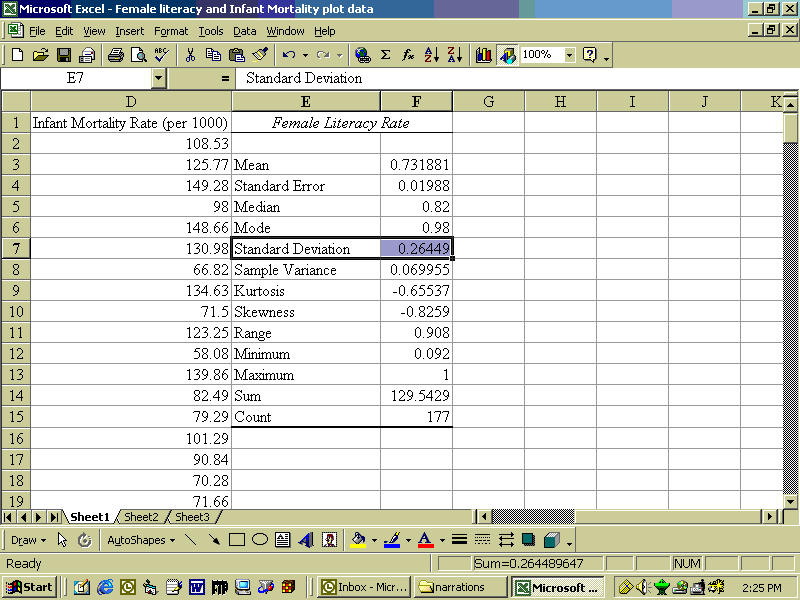 Microsoft Excel - Female literacy and Infant Mortality plot data
File Edit View Insert Format Tools Data Window Help
ABC Σ fx A Z Z A 100% ?
E7 = Standard Deviation
D E F G H I J K
1 Infant Mortality Rate (per 1000) Female Literacy Rate
2 108.53
3 125.77 Mean 0.731881
4 149.28 Standard Error 0.01988
5 98 Median 0.82
6 148.66 Mode 0.98
7 130.98 Standard Deviation 0.26449
8 66.82 Sample Variance 0.069955
9 134.63 Kurtosis -0.65537
10 71.5 Skewness -0.8259
11 123.25 Range 0.908
12 58.08 Minimum 0.092
13 139.86 Maximum 1
14 82.49 Sum 129.5429
15 79.29 Count 177
16 101.29
17 90.84
18 70.28
19 71.66
Sheet1 Sheet2 Sheet3
Draw AutoShapes A A
Ready Sum=0.264489647 NUM
Start Inbox - Micr... narrations Microsoft ... 2:25 PM